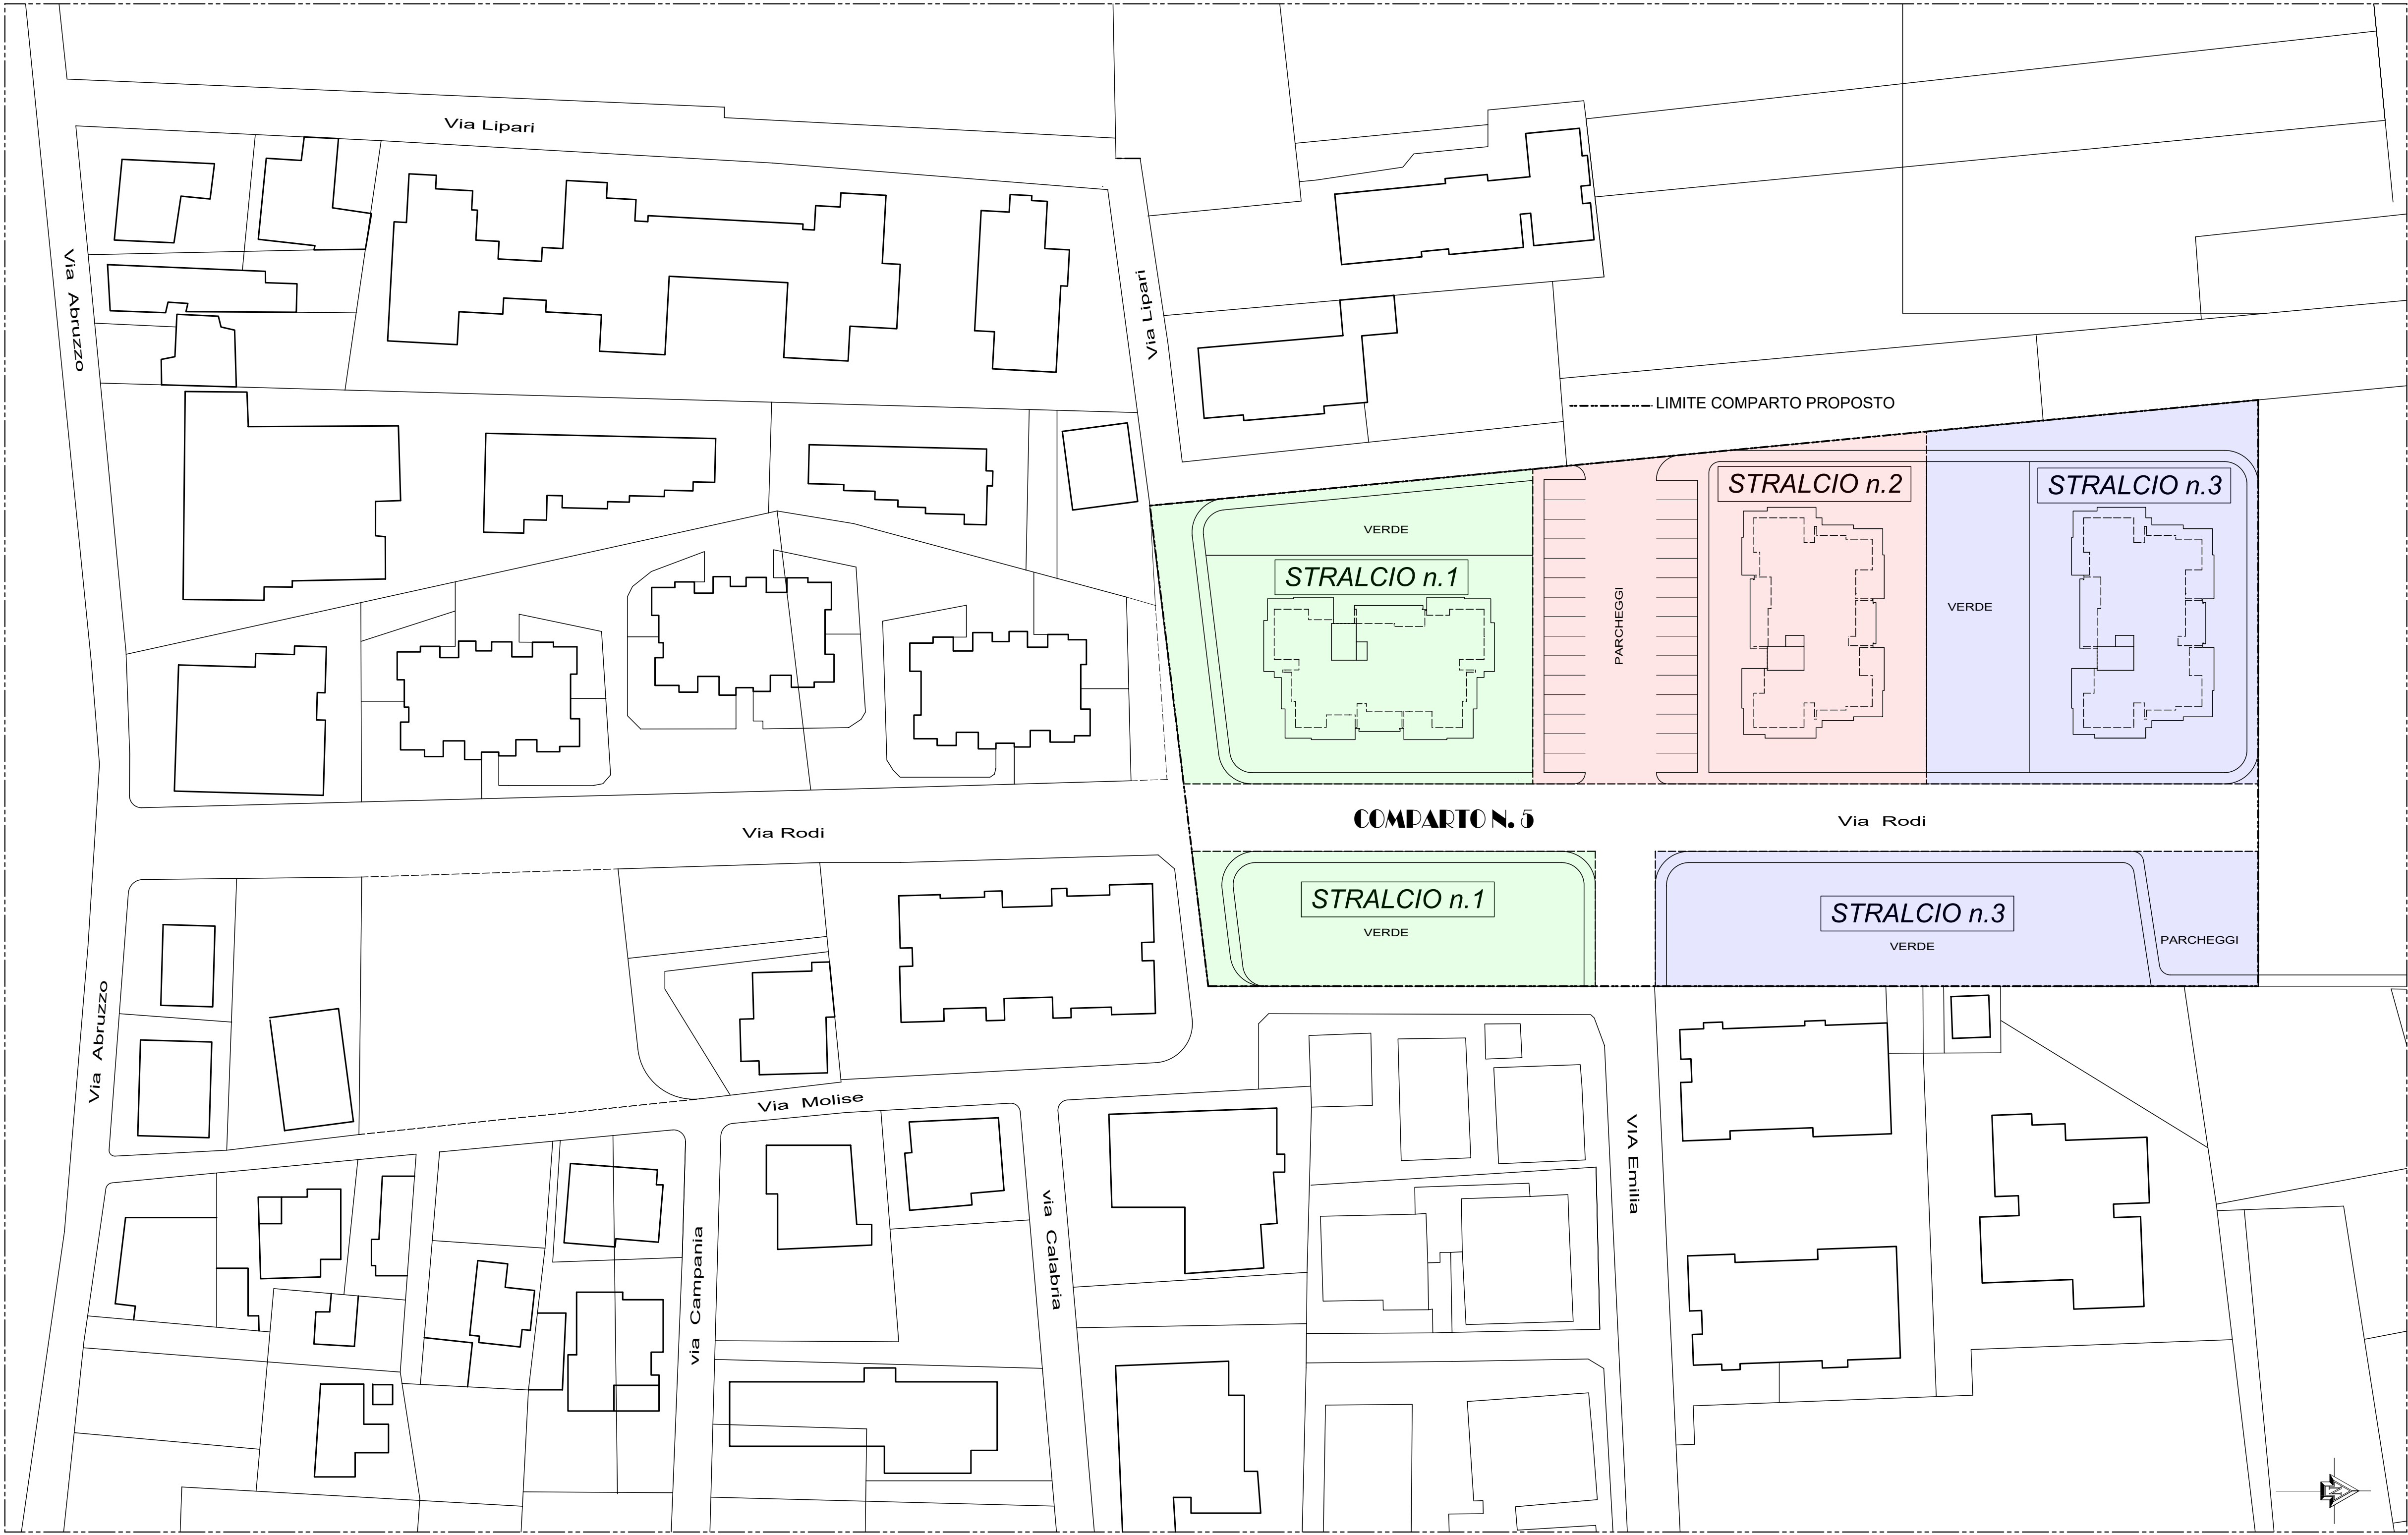 Via Lipari
Via Abruzzo
Via Lipari
LIMITE COMPARTO PROPOSTO
STRALCIO n.2
STRALCIO n.3
VERDE
STRALCIO n.1
PARCHEGGI
VERDE
COMPARTO N. 5
Via Rodi
Via Rodi
STRALCIO n.1
VERDE
STRALCIO n.3
VERDE
PARCHEGGI
Via Abruzzo
Via Molise
VIA Emilia
via Calabria
via Campania
N